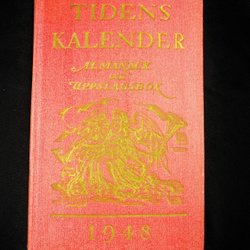 TIDENS
KALENDER
ALMANACK
OCH
UPPSLAGSBOK
1948